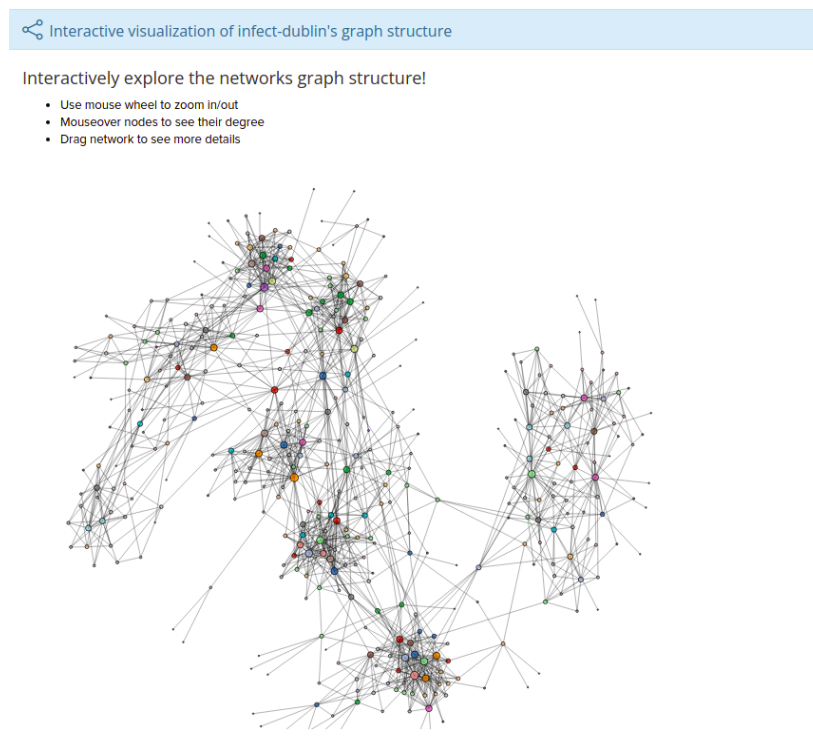 Interactive visualization of infect-dublin's graph structure
Interactively explore the networks graph structure!
Use mouse wheel to zoom in/out
Mouseover nodes to see their degree
Drag network to see more details